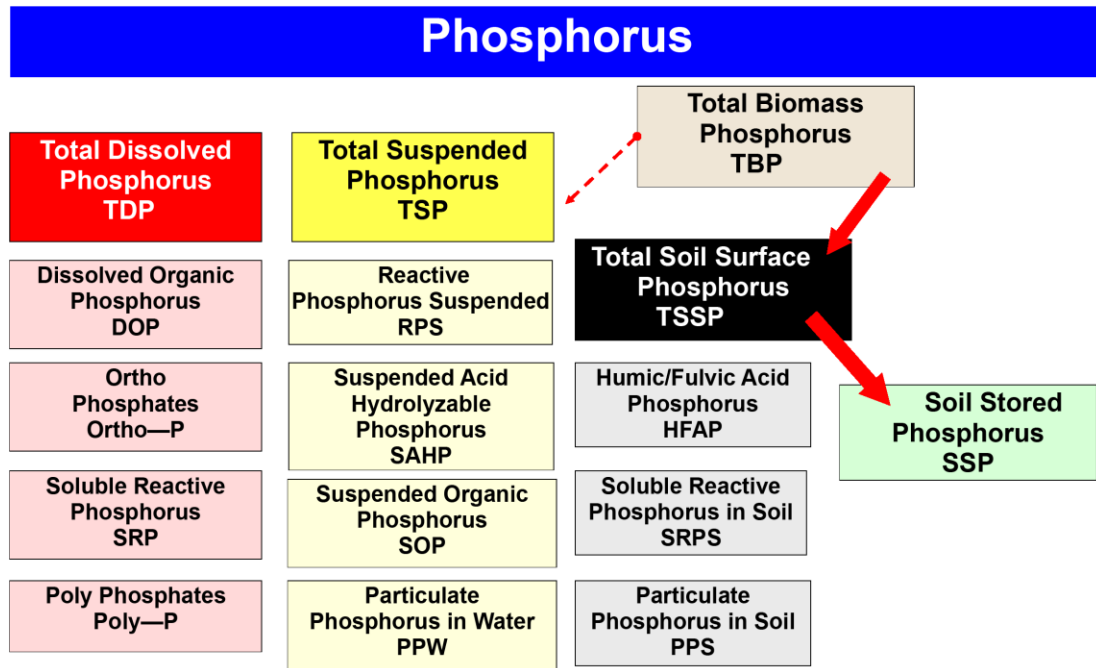 Phosphorus
Total Dissolved
Phosphorus
TDP
Dissolved Organic
Phosphorus
DOP
Ortho
Phosphates
Ortho—P
Soluble Reactive
Phosphorus
SRP
Poly Phosphates
Poly—P
Total Suspended
Phosphorus
TSP
Reactive
Phosphorus Suspended
RPS
Suspended Acid
Hydrolyzable
Phosphorus
SAHP
Suspended Organic
Phosphorus
SOP
Particulate
Phosphorus in Water
PPW
Total Biomass
Phosphorus
TBP
Total Soil Surface
Phosphorus
TSSP
Humic/Fulvic Acid
Phosphorus
HFAP
Soluble Reactive
Phosphorus in Soil
SRPS
Particulate
Phosphorus in Soil
PPS
Soil Stored
Phosphorus
SSP